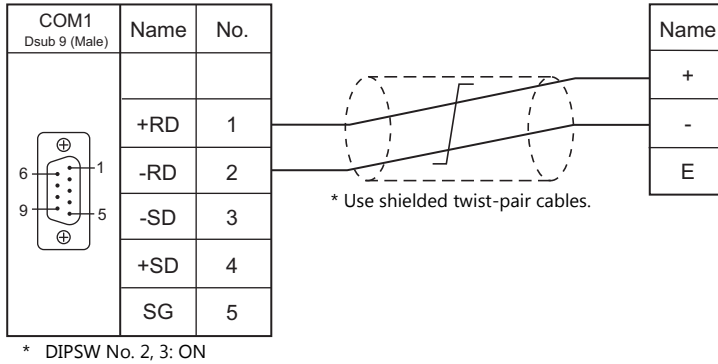 COM1
Dsub 9 (Male)
Name
No.
+RD
1
-RD
2
-SD
3
+SD
4
SG
5
6
1
9
5
* Use shielded twist-pair cables.
Name
+
-
E
* DIPSW No. 2, 3: ON